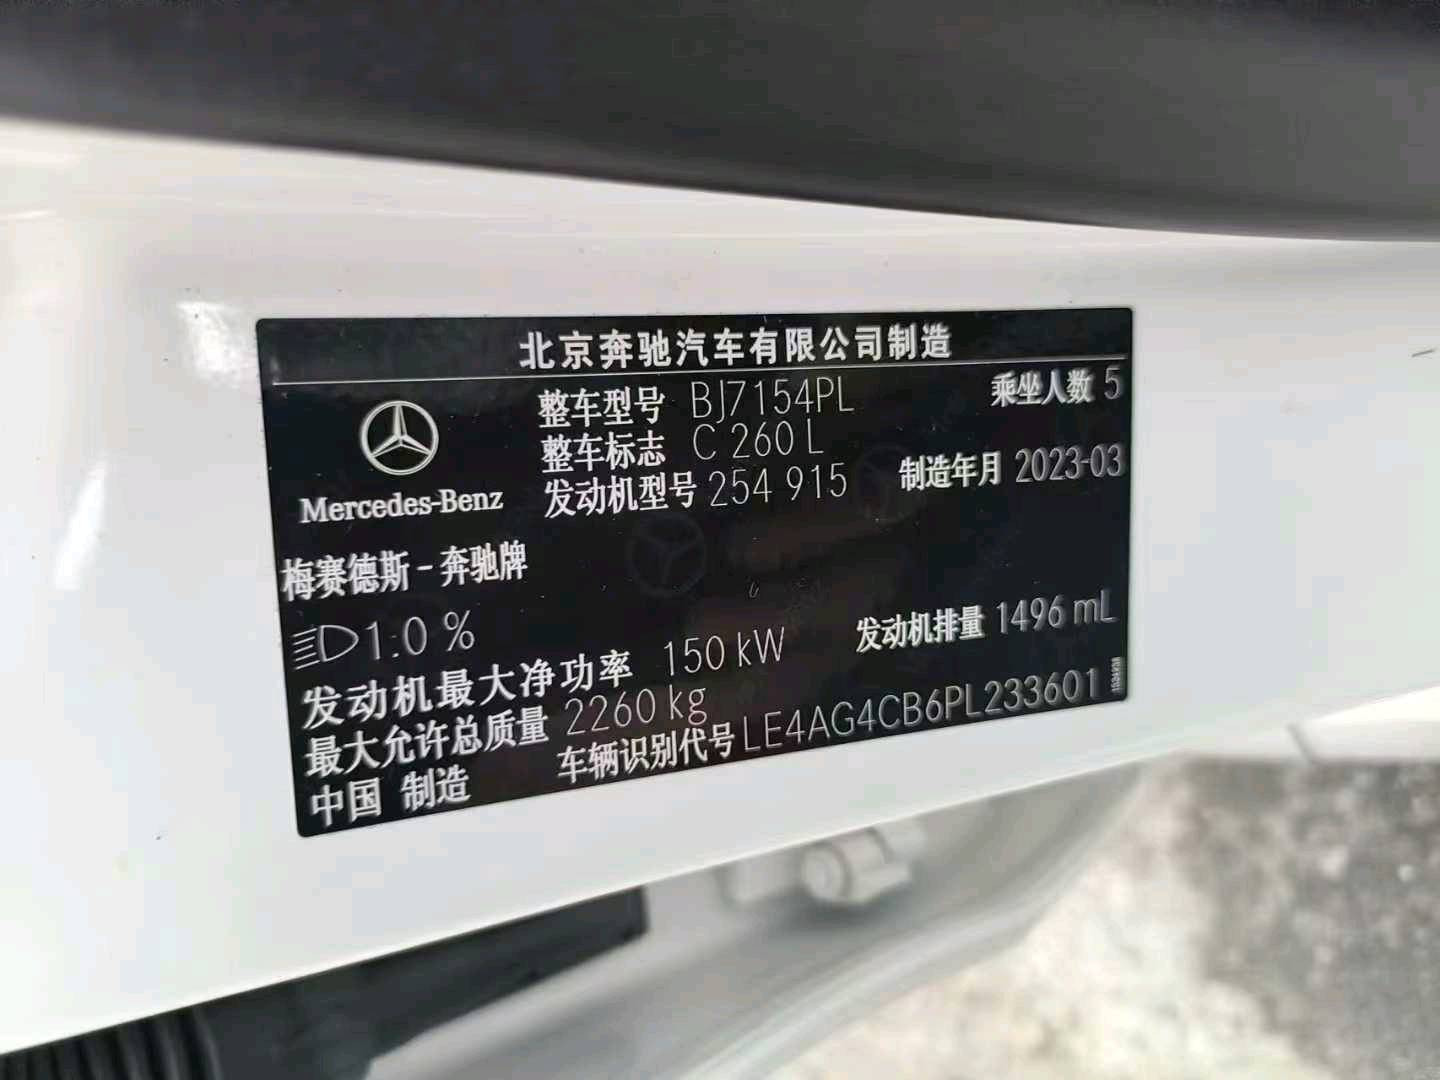 北京奔驰汽车有限公司制造
整车型号 BJ7154PL 乘坐人数 5
整车标志 C 260 L
发动机型号 254 915 制造年月 2023-03
Mercedes-Benz
梅赛德斯-奔驰牌
1.0 %
发动机最大净功率 150 kW 发动机排量 1496 mL
最大允许总质量 2260 kg
中国 制造 车辆识别代号 LE4AG4CB6PL233601